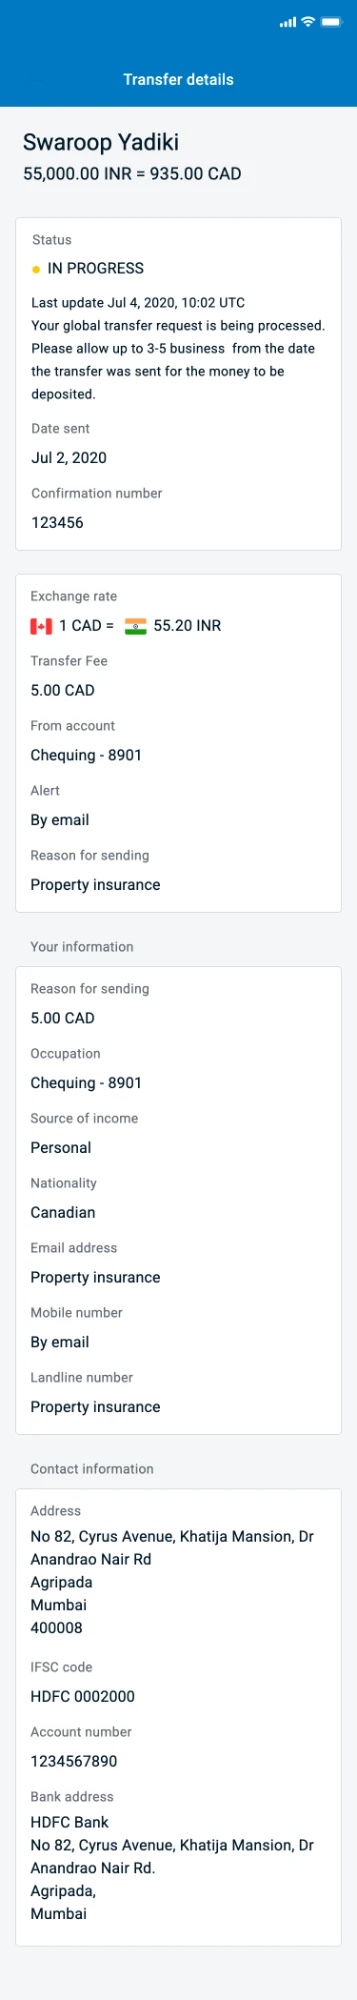 Transfer details
Swaroop Yadiki
55,000.00 INR = 935.00 CAD
Status
IN PROGRESS
Last update Jul 4, 2020, 10:02 UTC
Your global transfer request is being processed.
Please allow up to 3-5 business  from the date
the transfer was sent for the money to be
deposited.
Date sent
Jul 2, 2020
Confirmation number
123456
Exchange rate
1 CAD = 55.20 INR
Transfer Fee
5.00 CAD
From account
Chequing - 8901
Alert
By email
Reason for sending
Property insurance
Your information
Reason for sending
5.00 CAD
Occupation
Chequing - 8901
Source of income
Personal
Nationality
Canadian
Email address
Property insurance
Mobile number
By email
Landline number
Property insurance
Contact information
Address
No 82, Cyrus Avenue, Khatija Mansion, Dr
Anandrao Nair Rd
Agripada
Mumbai
400008
IFSC code
HDFC 0002000
Account number
1234567890
Bank address
HDFC Bank
No 82, Cyrus Avenue, Khatija Mansion, Dr
Anandrao Nair Rd.
Agripada,
Mumbai